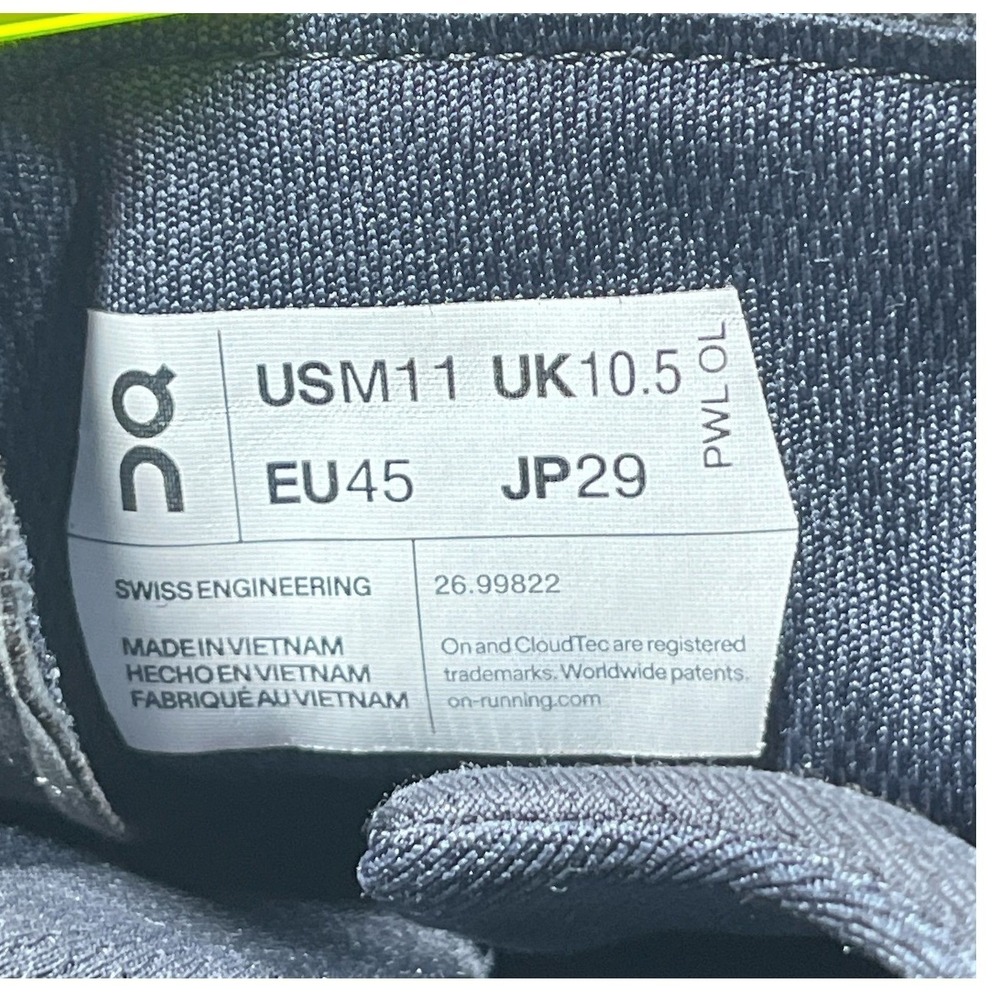 On
USM11 UK10.5
EU45 JP29
PWL OL
SWISS ENGINEERING
MADE IN VIETNAM
HECHO EN VIETNAM
FABRIQUÉ AU VIETNAM
26.99822
On and CloudTec are registered
trademarks. Worldwide patents.
on-running.com